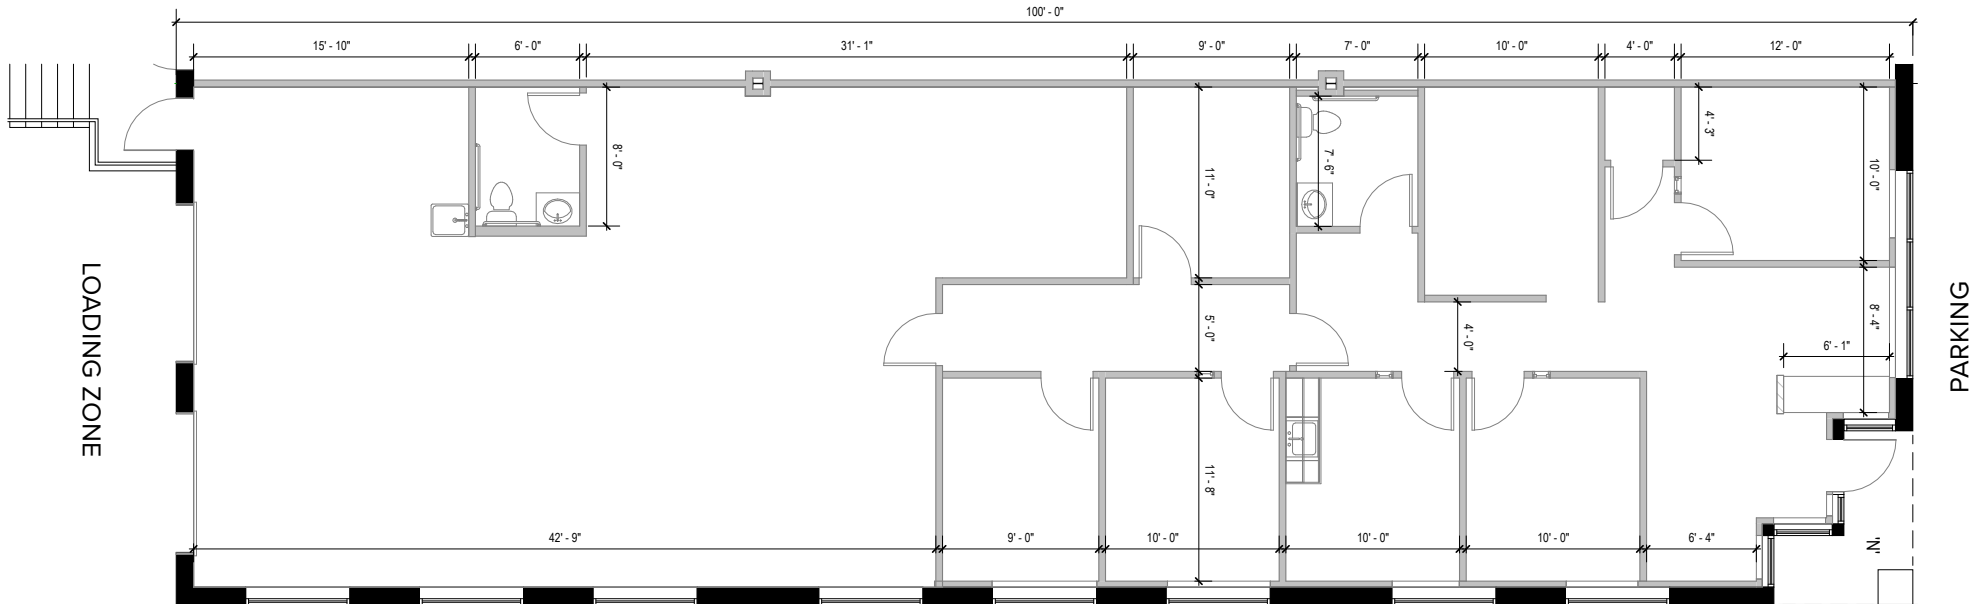 100' - 0"
15' - 10"
6' - 0"
31' - 1"
9' - 0"
7' - 0"
10' - 0"
4' - 0"
12' - 0"
8' - 0"
11' - 0"
7' - 6"
4' - 3"
10' - 0"
LOADING ZONE
5' - 0"
4' - 0"
8' - 4"
6' - 1"
PARKING
11' - 8"
42' - 9"
9' - 0"
10' - 0"
10' - 0"
10' - 0"
6' - 4"
'N'